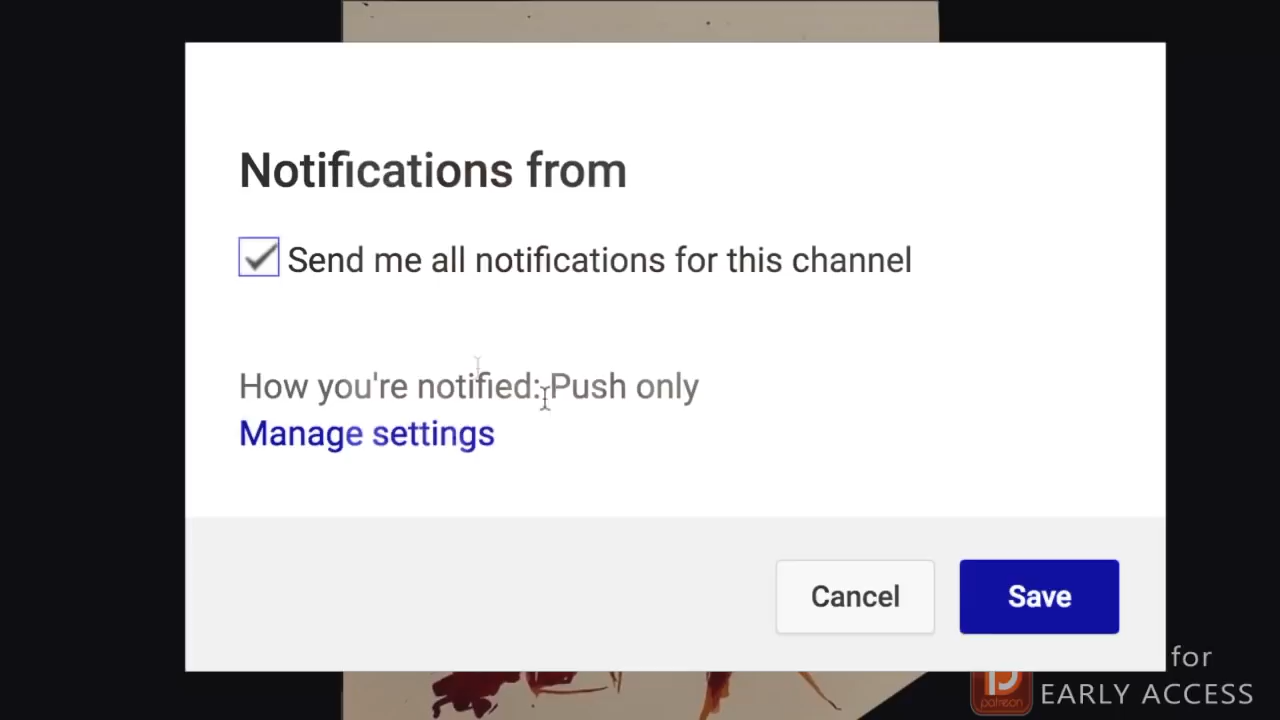 Notifications from
Send me all notifications for this channel
How you're notified: Push only
Manage settings
Cancel
Save
for
patreon
EARLY ACCESS